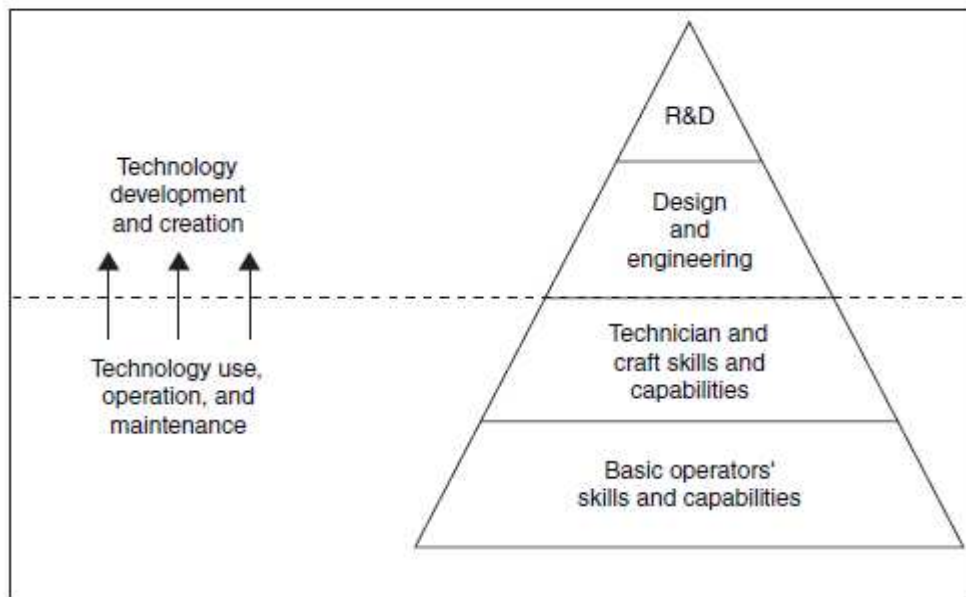 Technology
development
and creation
Technology use,
operation, and
maintenance
R&D
Design
and
engineering
Technician and
craft skills and
capabilities
Basic operators'
skills and capabilities